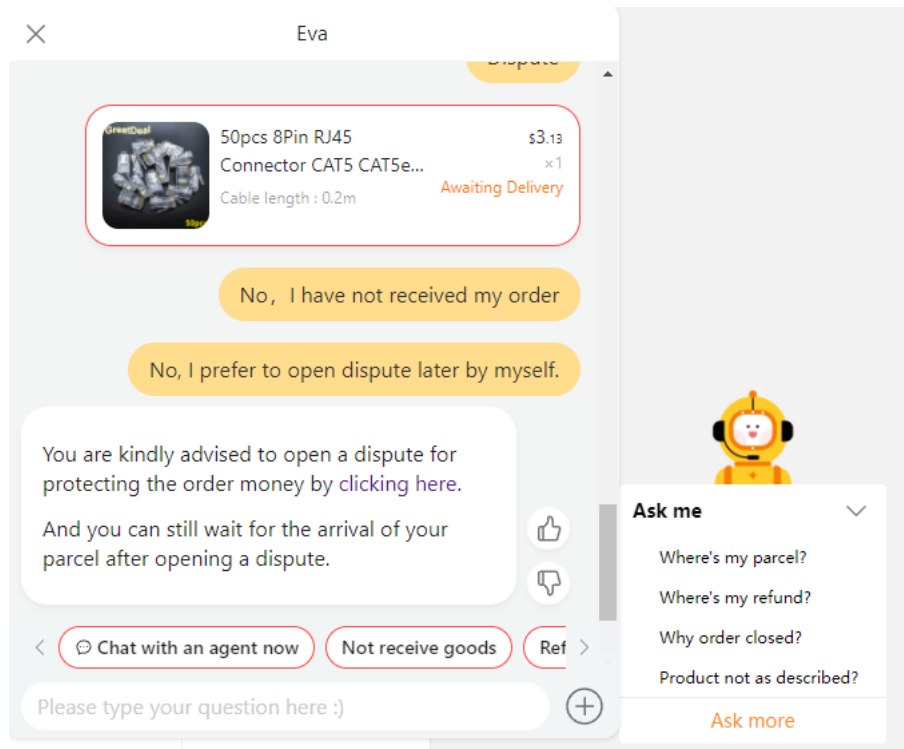 Eva
Dispute
GreatDeal
50pcs 8Pin RJ45
$3.13
Connector CAT5 CAT5e...
×1
Awaiting Delivery
Cable length : 0.2m
50pcs
No，I have not received my order
No, I prefer to open dispute later by myself.
You are kindly advised to open a dispute for
protecting the order money by clicking here.
And you can still wait for the arrival of your
parcel after opening a dispute.
Chat with an agent now
Not receive goods
Ref
Please type your question here :)
Ask me
Where's my parcel?
Where's my refund?
Why order closed?
Product not as described?
Ask more